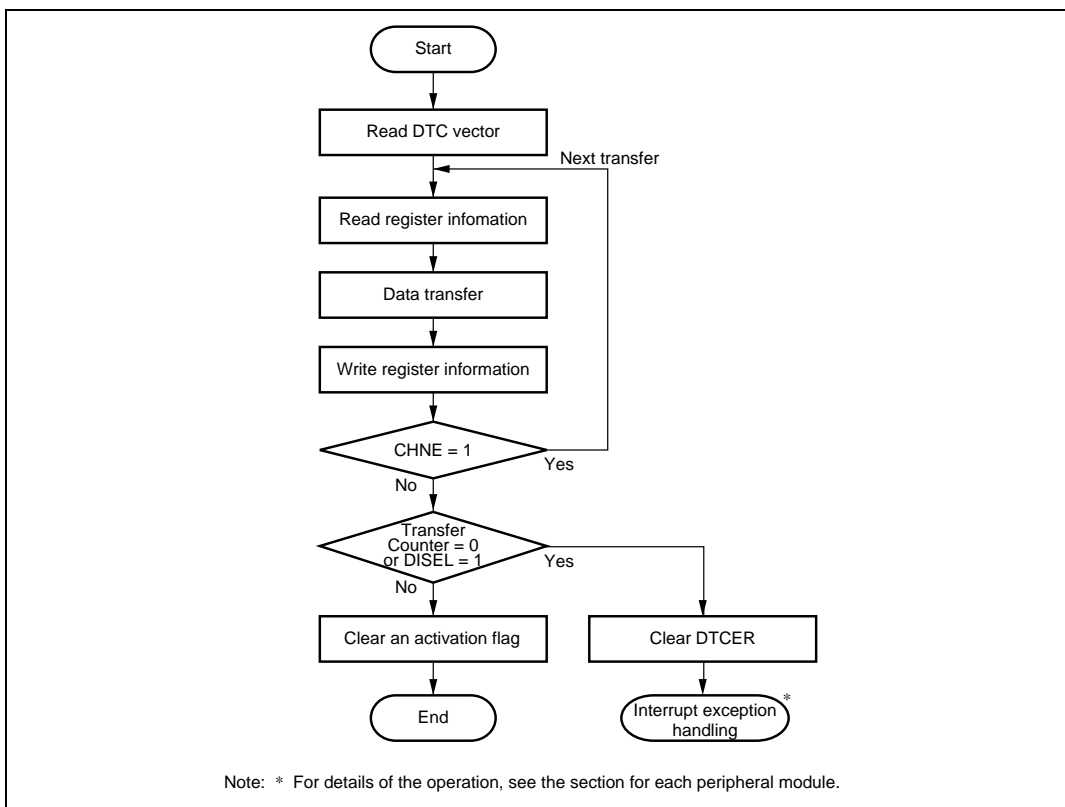 Start
Read DTC vector
Next transfer
Read register infomation
Data transfer
Write register information
CHNE = 1
Yes
No
Transfer
Counter = 0
or DISEL = 1
Yes
No
Clear an activation flag
Clear DTCER
End
Interrupt exception
handling
*
Note: * For details of the operation, see the section for each peripheral module.